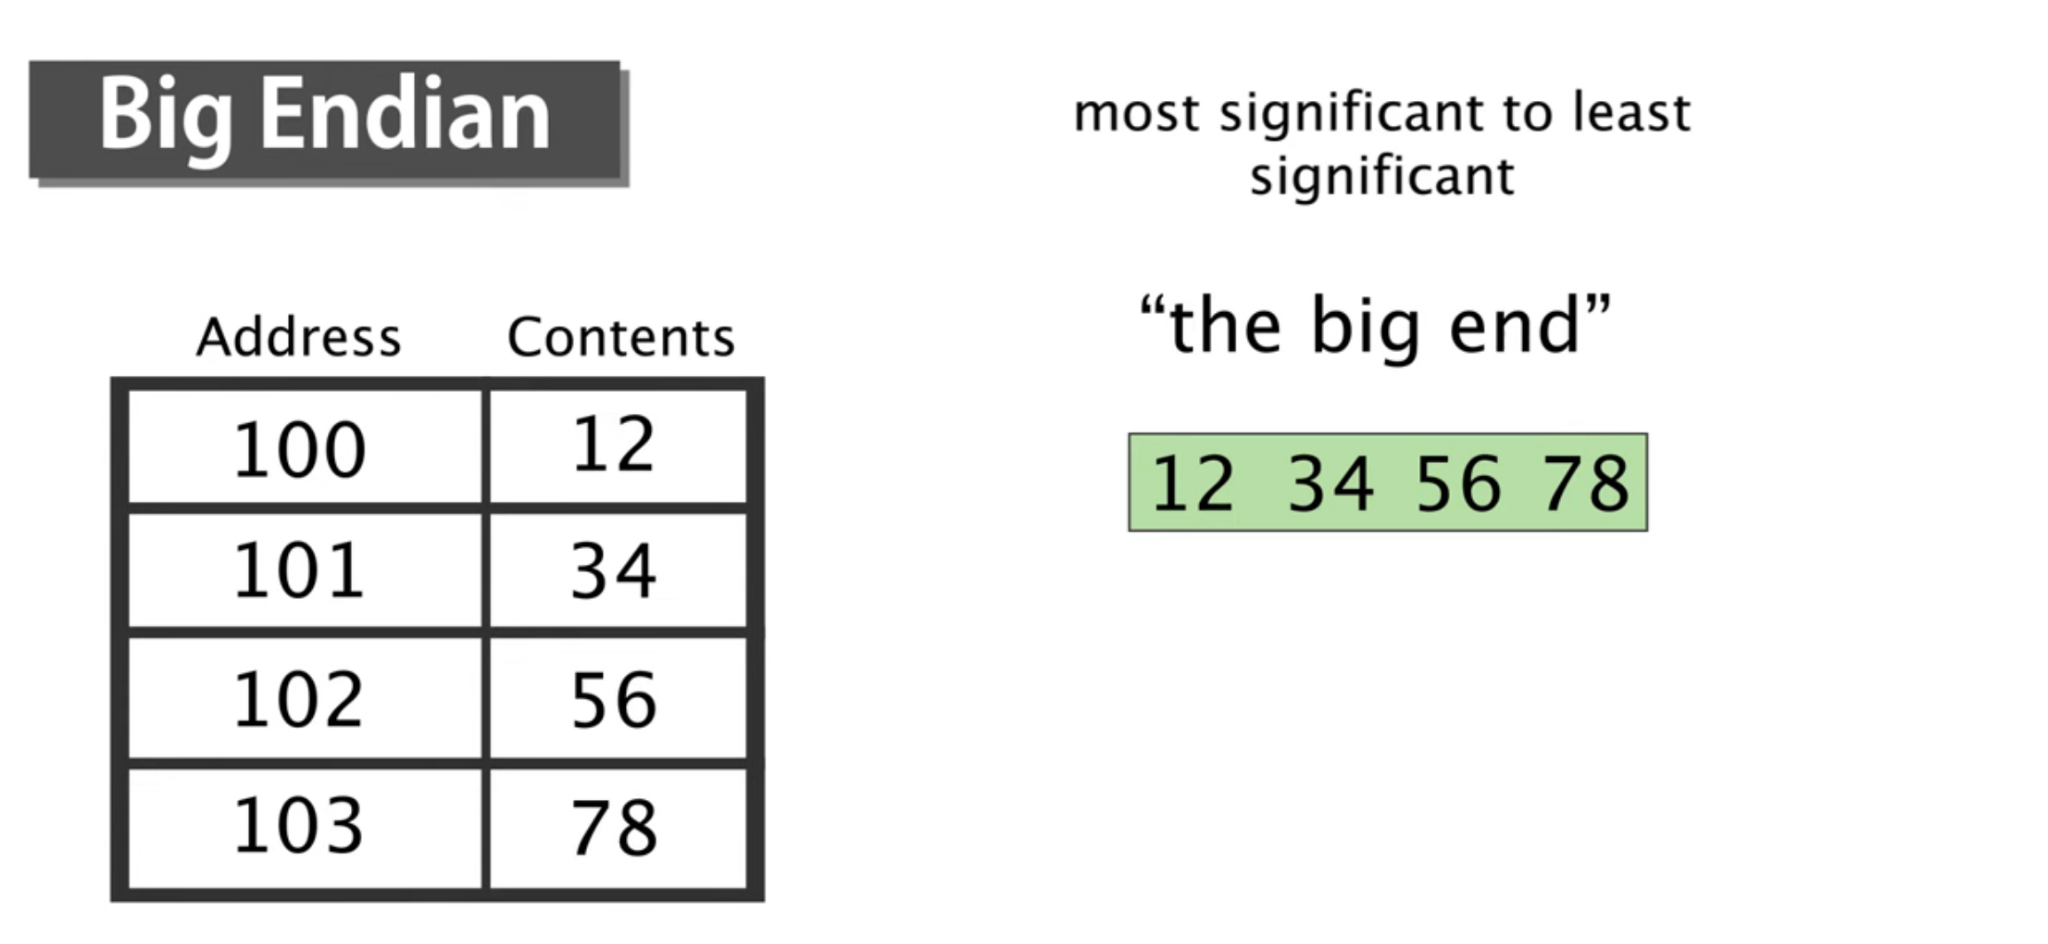 Big Endian
most significant to least
significant
“the big end”
12 34 56 78
Address Contents
100 12
101 34
102 56
103 78